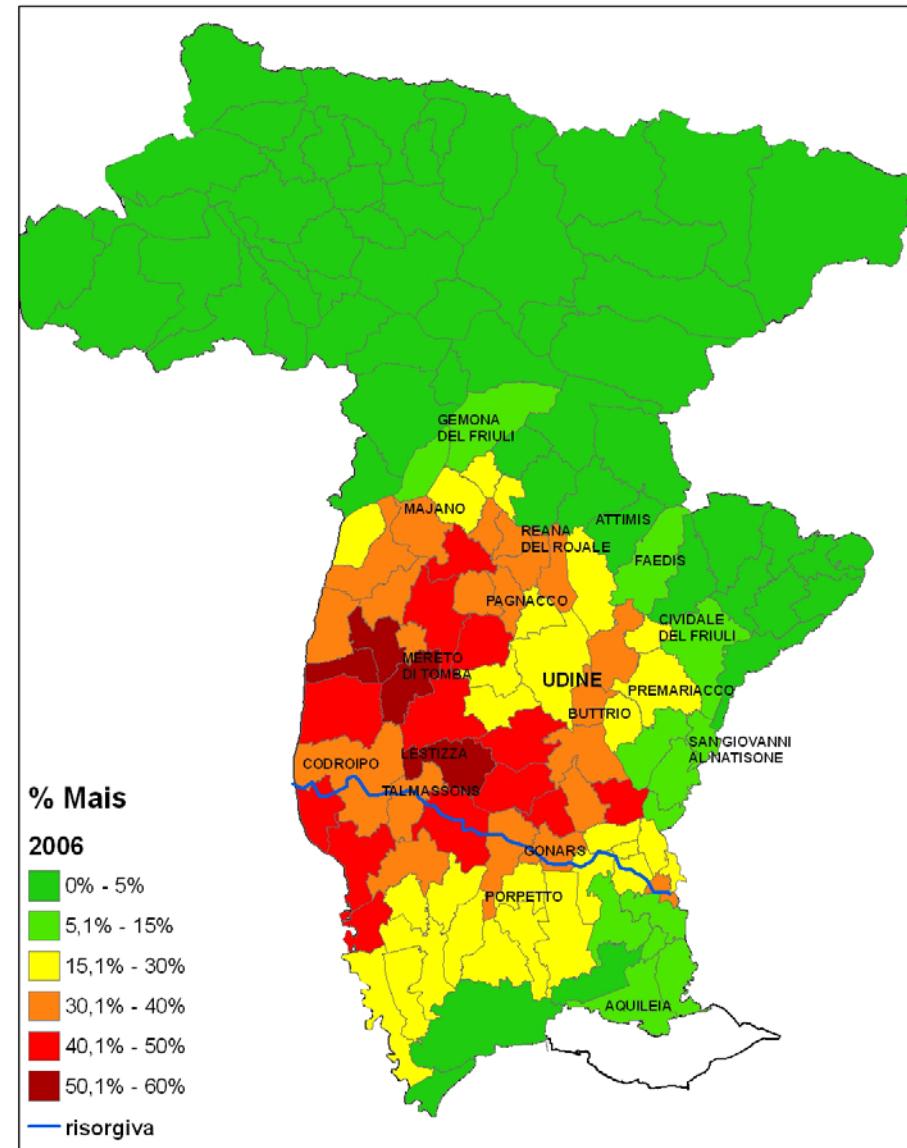 GEMONA
DEL FRIULI
MAJANO
REANA
DEL ROJALE
ATTIMIS
FAEDIS
PAGNACCO
CIVIDALE
DEL FRIULI
MERETO
DI TOMBA
UDINE
PREMARIACCO
BUTTRIO
SAN GIOVANNI
AL NATISONE
LESTIZZA
CODROIPO
TALMASSONS
GONARS
PORPETTO
AQUILEIA
% Mais
2006
0% - 5%
5,1% - 15%
15,1% - 30%
30,1% - 40%
40,1% - 50%
50,1% - 60%
risorgiva